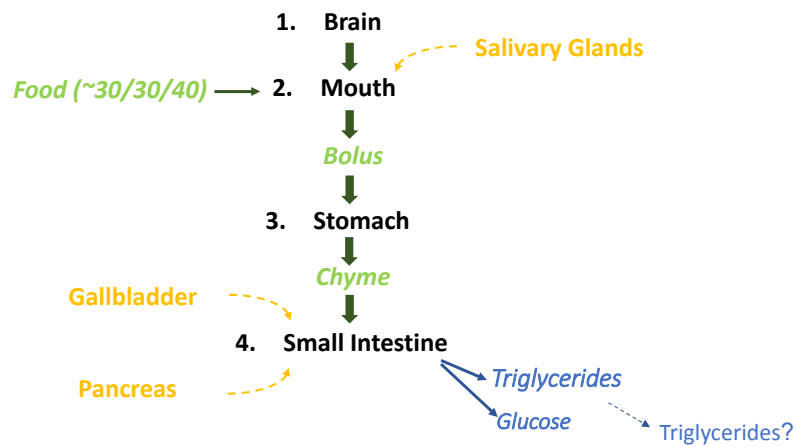 1. Brain
Salivary Glands
Food (~30/30/40)
2. Mouth
Bolus
3. Stomach
Chyme
Gallbladder
4. Small Intestine
Pancreas
Triglycerides
Glucose
Triglycerides?